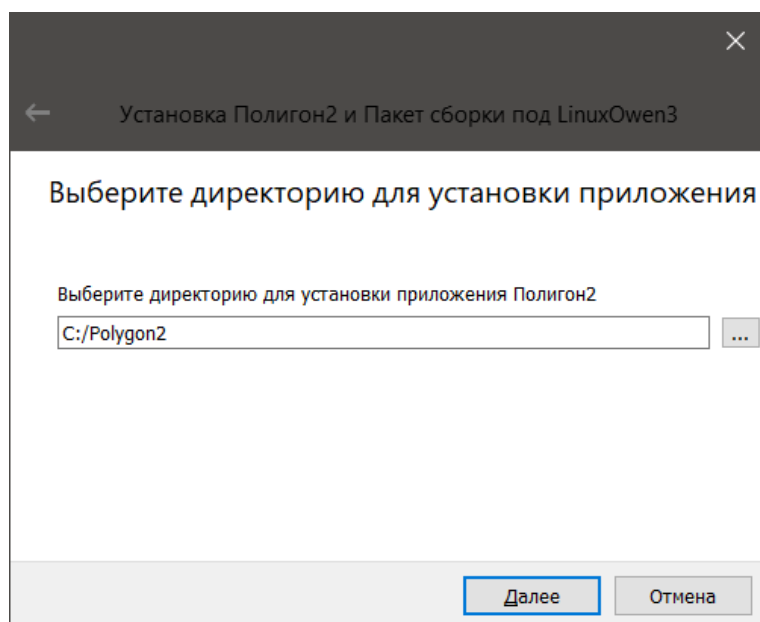 Установка Полигон2 и Пакет сборки под LinuxOwen3
Выберите директорию для установки приложения
Выберите директорию для установки приложения Полигон2
C:/Polygon2
...
Далее
Отмена